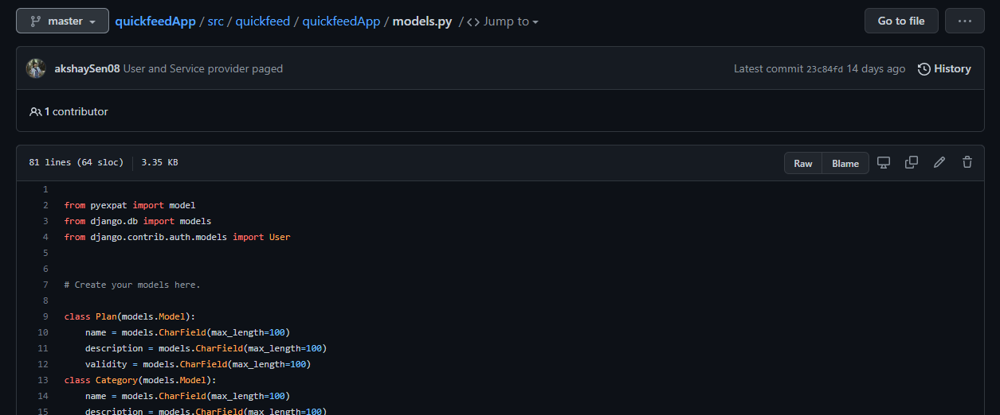 master quickfeedApp / src / quickfeed / quickfeedApp / models.py / <> Jump to Go to file ...
akshaySen08 User and Service provider paged Latest commit 23c84fd 14 days ago History
1 contributor
81 lines (64 sloc) 3.35 KB Raw Blame
1
2 from pyexpat import model
3 from django.db import models
4 from django.contrib.auth.models import User
5
6
7 # Create your models here.
8
9 class Plan(models.Model):
10 name = models.CharField(max_length=100)
11 description = models.CharField(max_length=100)
12 validity = models.CharField(max_length=100)
13 class Category(models.Model):
14 name = models.CharField(max_length=100)
15 description = models.CharField(max_length=100)